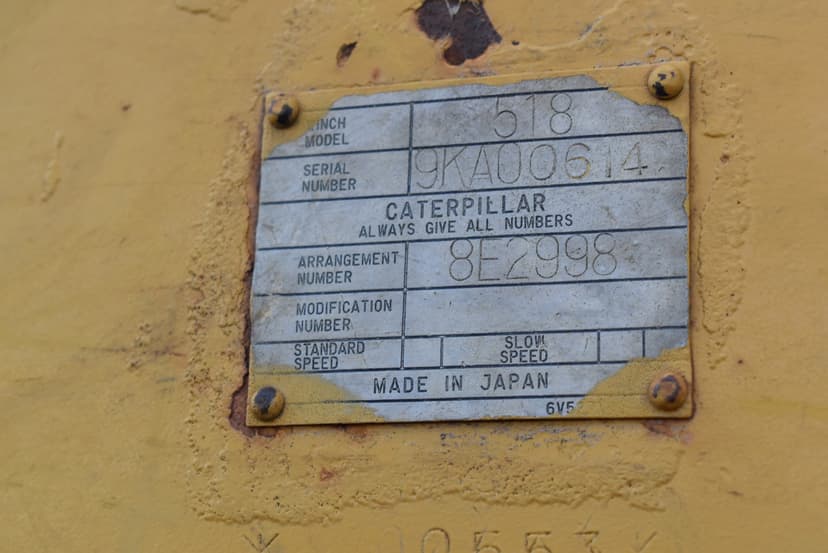 WINCH MODEL 518
SERIAL NUMBER 9KA00614
CATERPILLAR
ALWAYS GIVE ALL NUMBERS
ARRANGEMENT NUMBER 8E2998
MODIFICATION NUMBER
STANDARD SPEED SLOW SPEED
MADE IN JAPAN
6V5